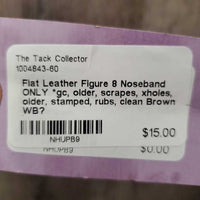 The Tack Collector
1004843-60
Flat Leather Figure 8 Noseband
ONLY *gc, older, scrapes, xholes,
older, stamped, rubs, clean Brown
WB?
$15.00
NHUP89
NHUP89
$0.00